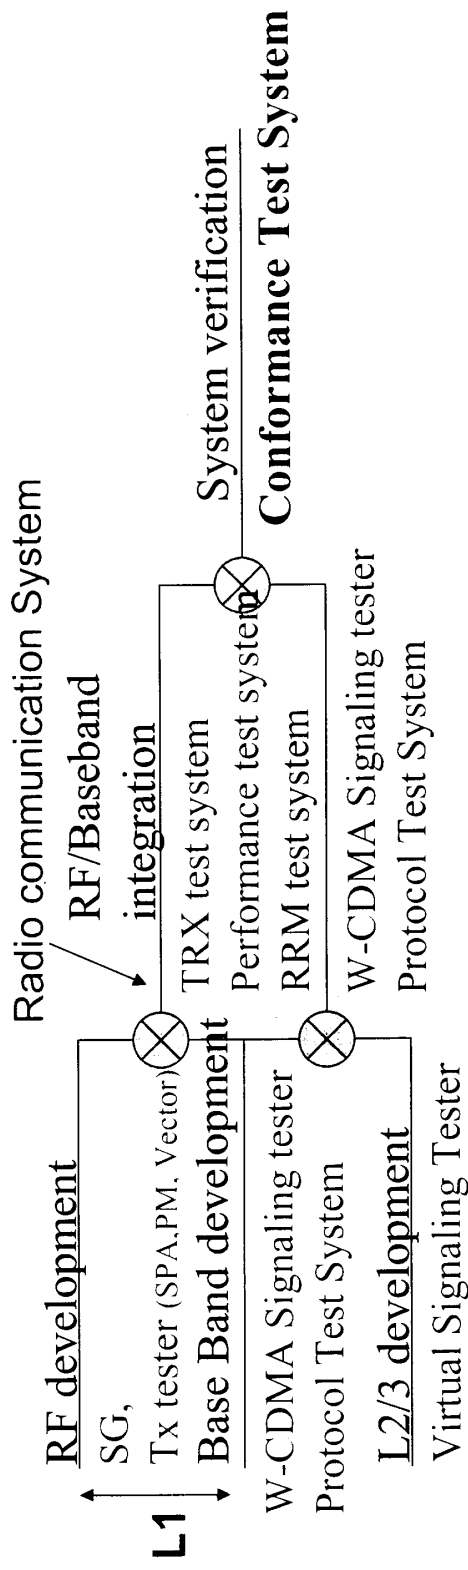 Radio communication System
RF development
SG,
Tx tester (SPA,PM, Vector)
L1
Base Band development
W-CDMA Signaling tester
Protocol Test System
L2/3 development
Virtual Signaling Tester
RF/Baseband
integration
TRX test system
Performance test system
RRM test system
W-CDMA Signaling tester
Protocol Test System
System verification
Conformance Test System